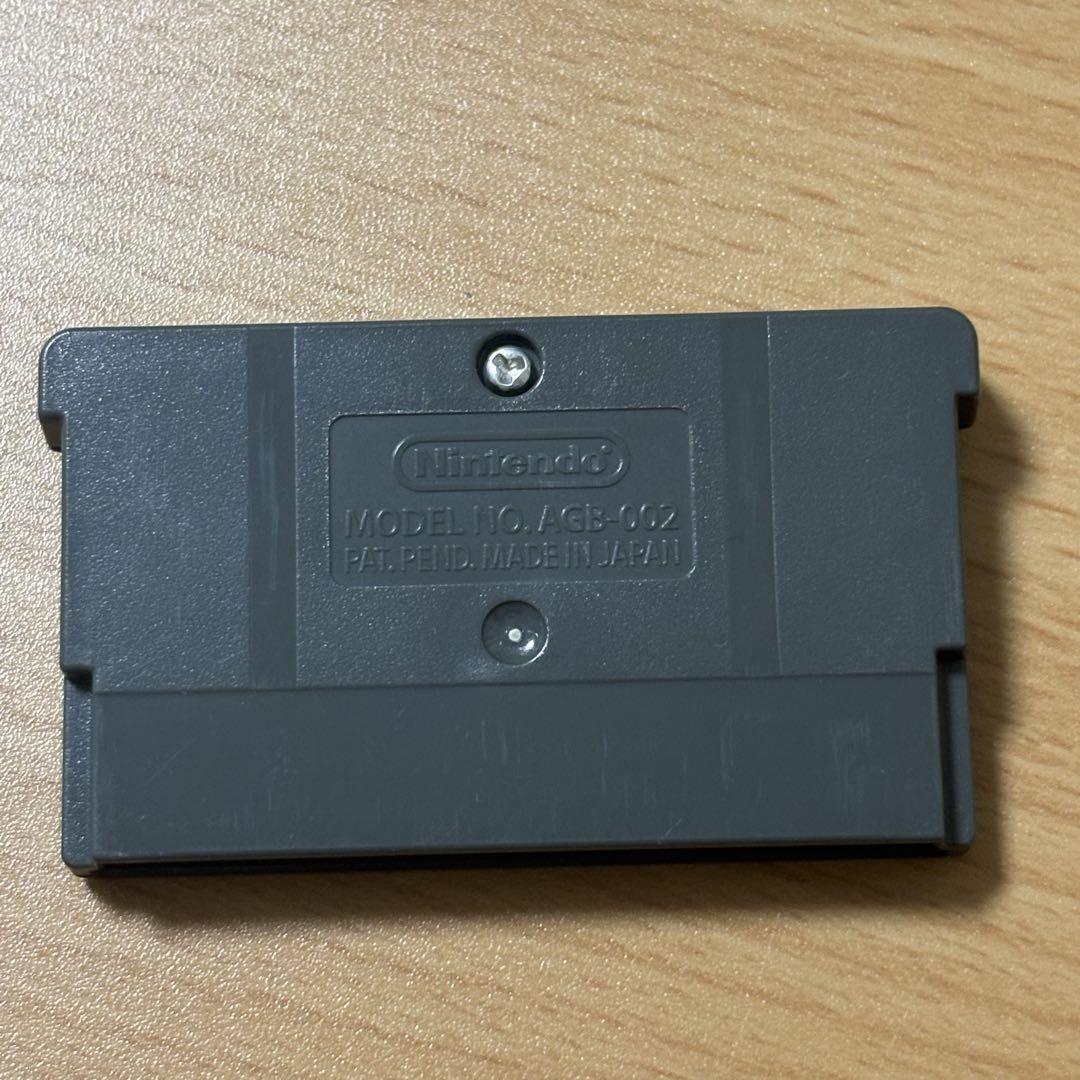 Nintendo®
MODEL NO. AGB-002
PAT. PEND. MADE IN JAPAN